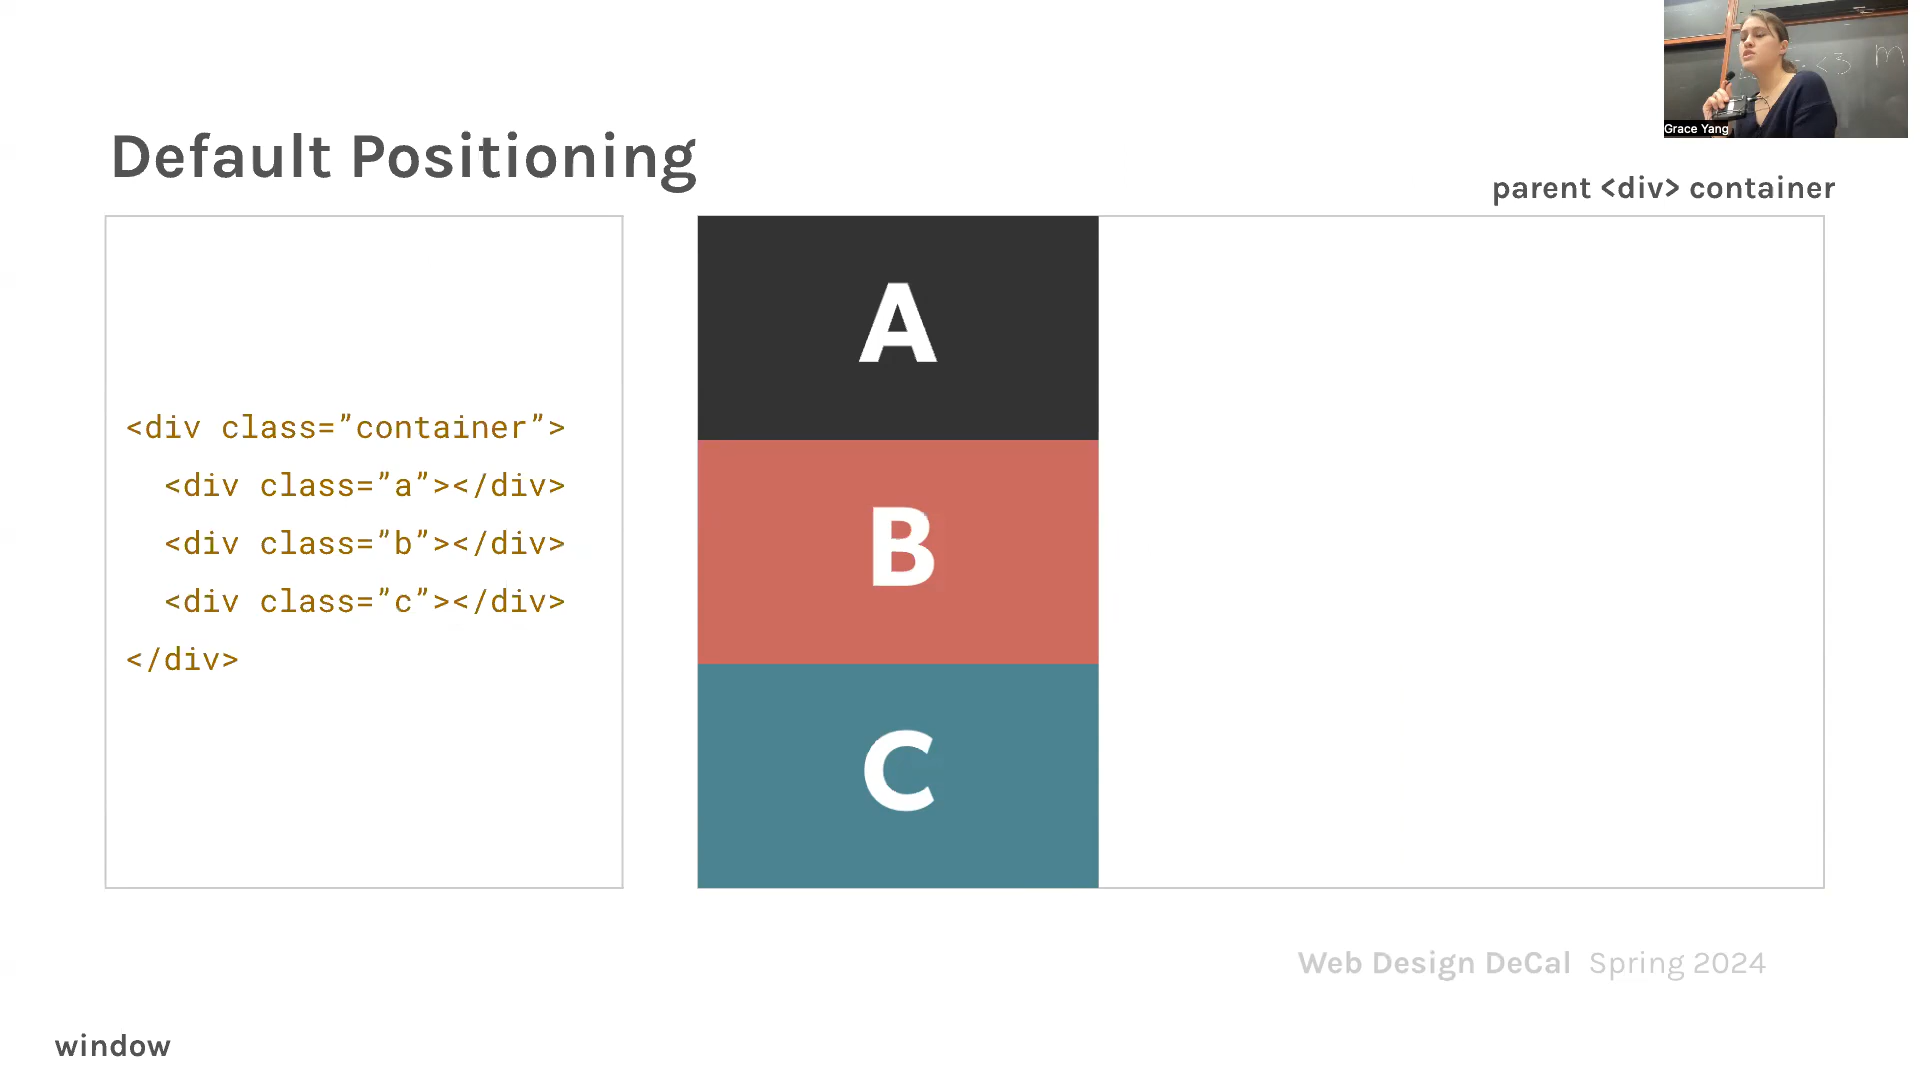 Grace Yang
<3 m
Default Positioning
parent <div> container
<div class=”container”>
<div class=”a”></div>
<div class=”b”></div>
<div class=”c”></div>
</div>
A
B
C
Web Design DeCal Spring 2024
window